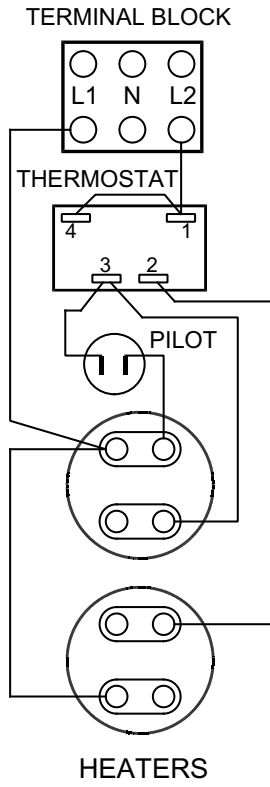 TERMINAL BLOCK
L1 N L2
THERMOSTAT
4 1
3 2
PILOT
HEATERS